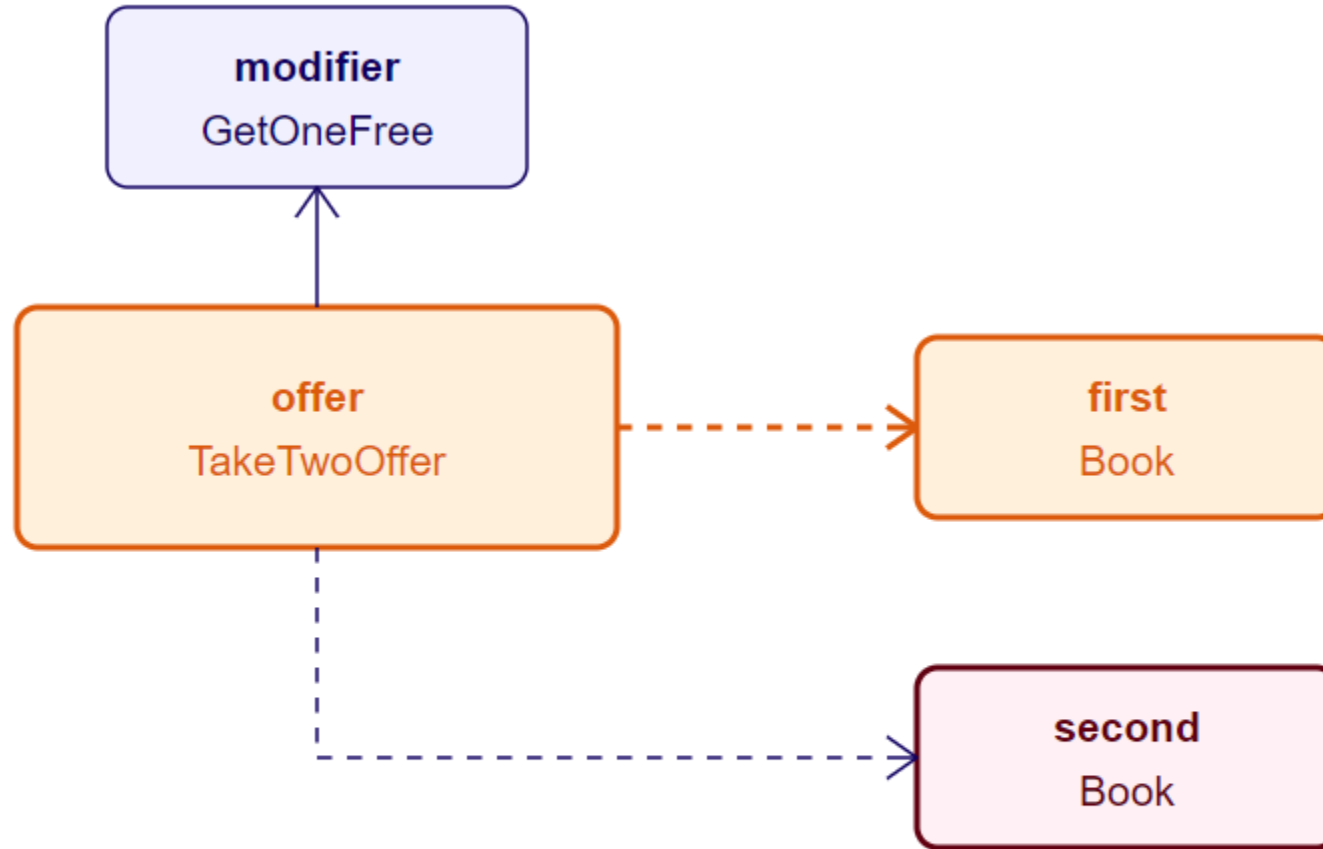 modifier
GetOneFree
offer
TakeTwoOffer
first
Book
second
Book